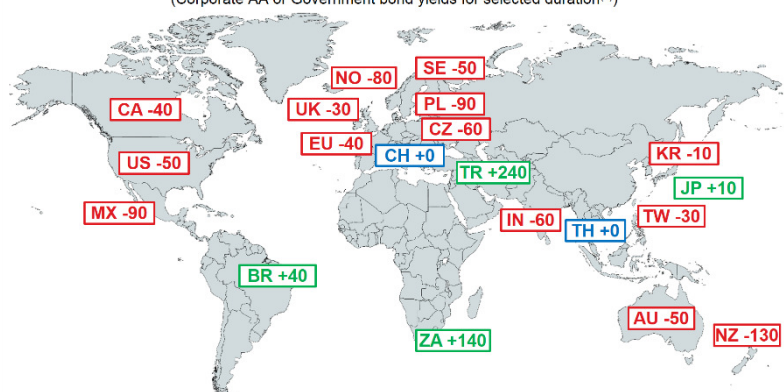 (Corporate AA or Government bond yields for selected duration
NO -80
SE -50
CA -40
UK -30
PL -90
CZ -60
EU -40
CH +0
KR -10
US -50
TR +240
JP +10
MX -90
IN -60
TW -30
TH +0
BR +40
AU -50
NZ -130
ZA +140